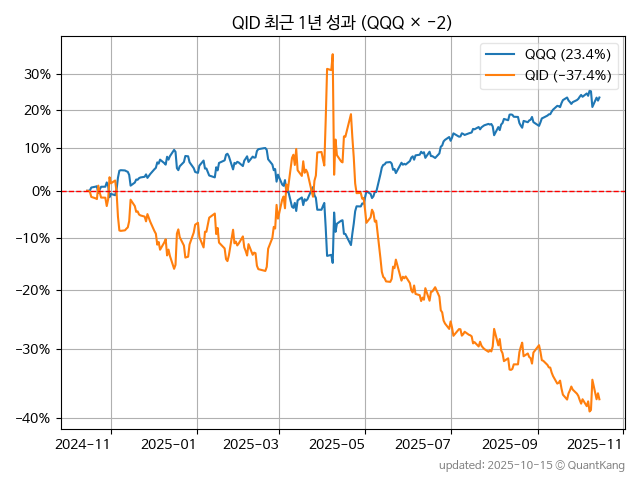 QID 최근 1년 성과 (QQQ × −2)
QQQ (23.4%)
QID (−37.4%)
30%
20%
10%
0%
−10%
−20%
−30%
−40%
2024-11 2025-01 2025-03 2025-05 2025-07 2025-09 2025-11
updated: 2025-10-15 © QuantKang